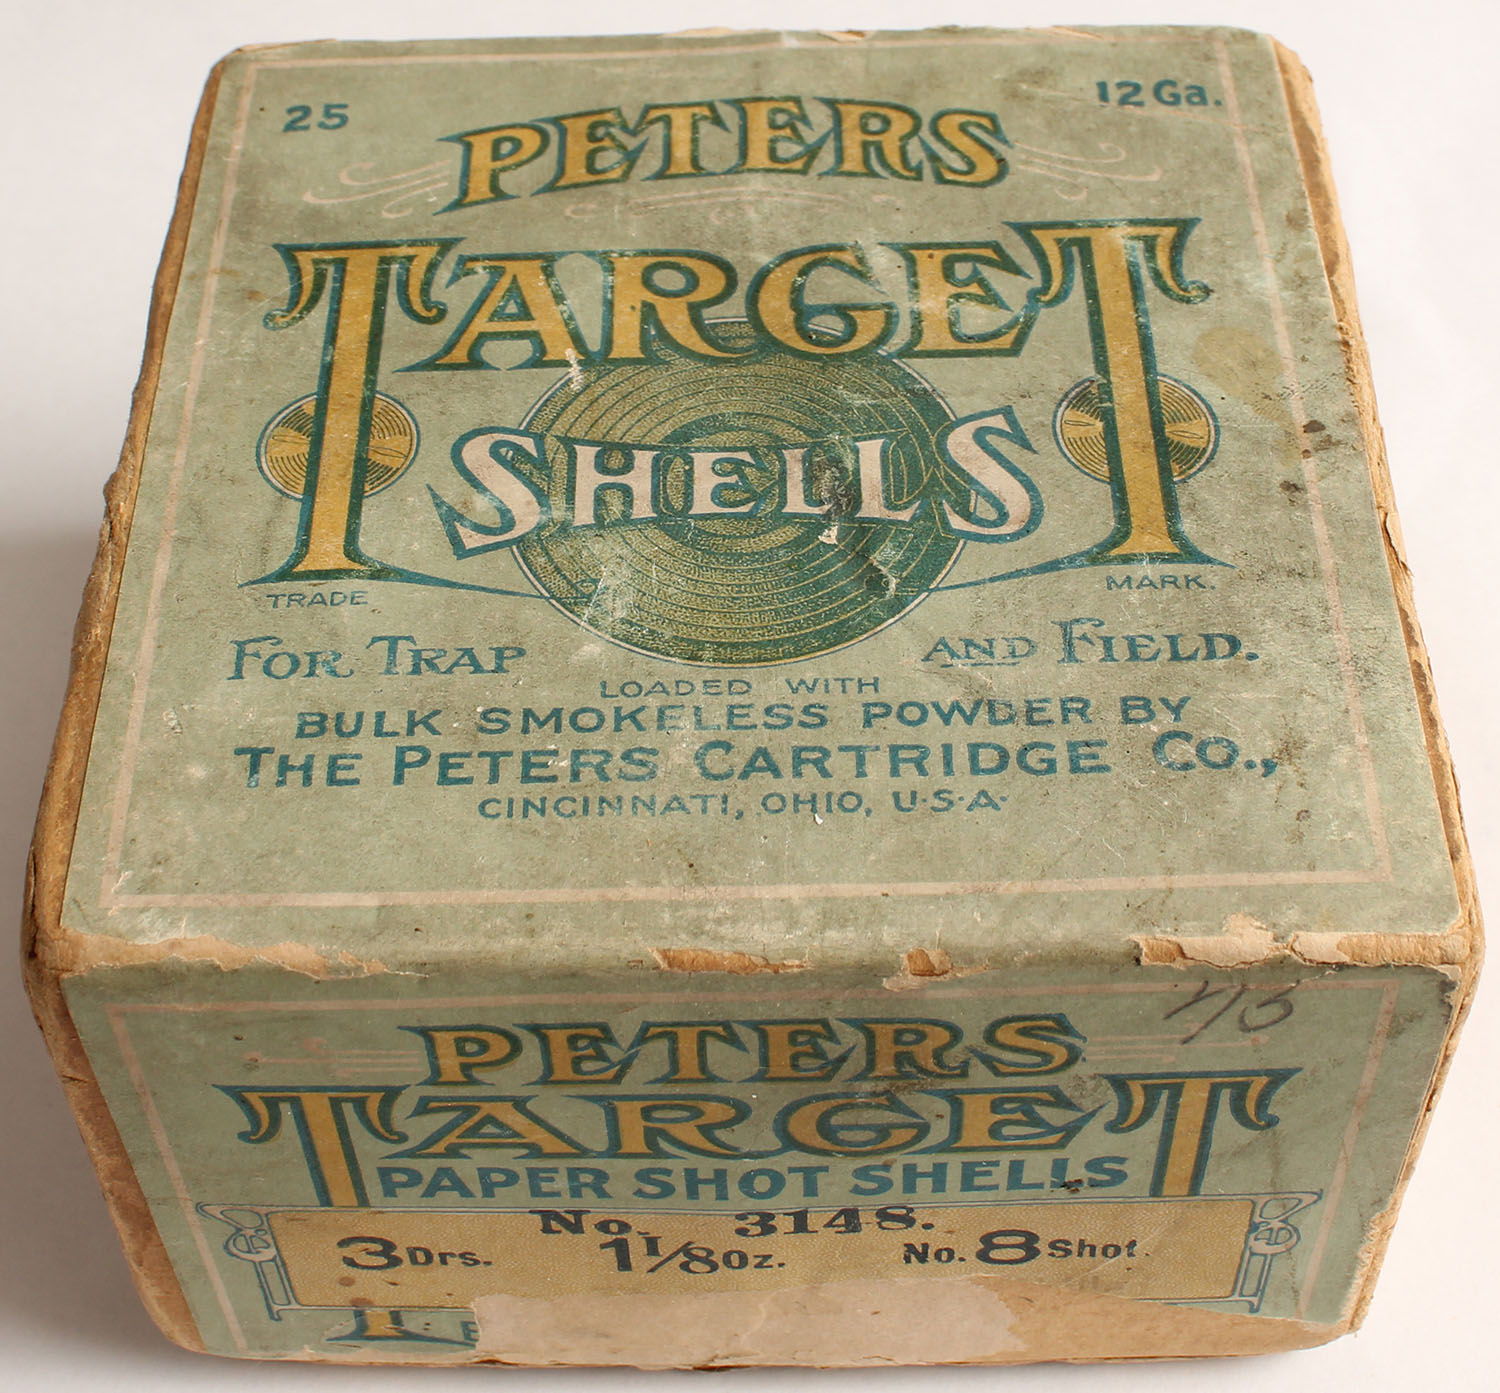 25
12 Ga.
PETERS
TARGET
SHELLS
TRADE
MARK.
FOR TRAP
AND FIELD.
LOADED WITH
BULK SMOKELESS POWDER BY
THE PETERS CARTRIDGE CO.,
CINCINNATI, OHIO, U·S·A·
PETERS
TARGET
PAPER SHOT SHELLS
No. 3148.
3 Drs. 1 1/8 Oz. No. 8 Shot.